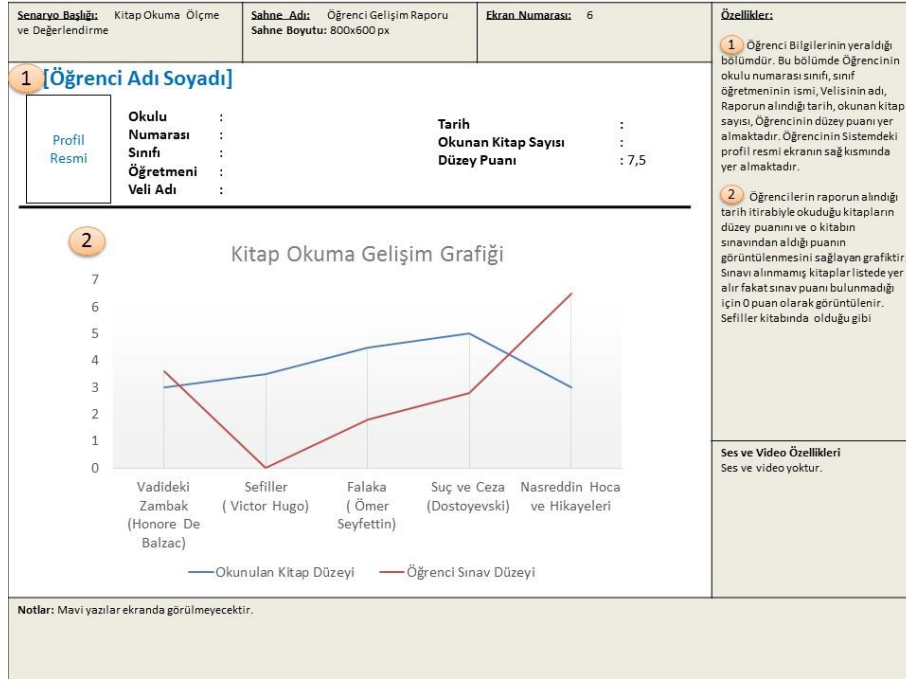 Senaryo Başlığı: Kitap Okuma Ölçme
ve Değerlendirme
Sahne Adı: Öğrenci Gelişim Raporu
Sahne Boyutu: 800x600 px
Ekran Numarası: 6
1 [Öğrenci Adı Soyadı]
Profil
Resmi
Okulu :
Numarası :
Sınıfı :
Öğretmeni :
Veli Adı :
Tarih :
Okunan Kitap Sayısı :
Düzey Puanı : 7,5
2
Kitap Okuma Gelişim Grafiği
7
6
5
4
3
2
1
0
Vadideki
Zambak
(Honore De
Balzac)
Sefiller
( Victor Hugo)
Falaka
( Ömer
Seyfettin)
Suç ve Ceza
(Dostoyevski)
Nasreddin Hoca
ve Hikayeleri
Okunulan Kitap Düzeyi Öğrenci Sınav Düzeyi
Özellikler:
1 Öğrenci Bilgilerinin yeraldığı
bölümdür. Bu bölümde Öğrencinin
okulu numarası sınıfı, sınıf
öğretmeninin ismi, Velisinin adı,
Raporun alındığı tarih, okunan kitap
sayısı, Öğrencinin düzey puanı yer
almaktadır. Öğrencinin Sistemdeki
profil resmi ekranın sağ kısmında
yer almaktadır.
2 Öğrencilerin raporun alındığı
tarih itirabiyle okuduğu kitapların
düzey puanını ve o kitabın
sınavından aldığı puanın
görüntülenmesini sağlayan grafiktir.
Sınavı alınmamış kitaplar listede yer
alır fakat sınav puanı bulunmadığı
için 0 puan olarak görüntülenir.
Sefiller kitabında olduğu gibi
Ses ve Video Özellikleri
Ses ve video yoktur.
Notlar: Mavi yazılar ekranda görülmeyecektir.